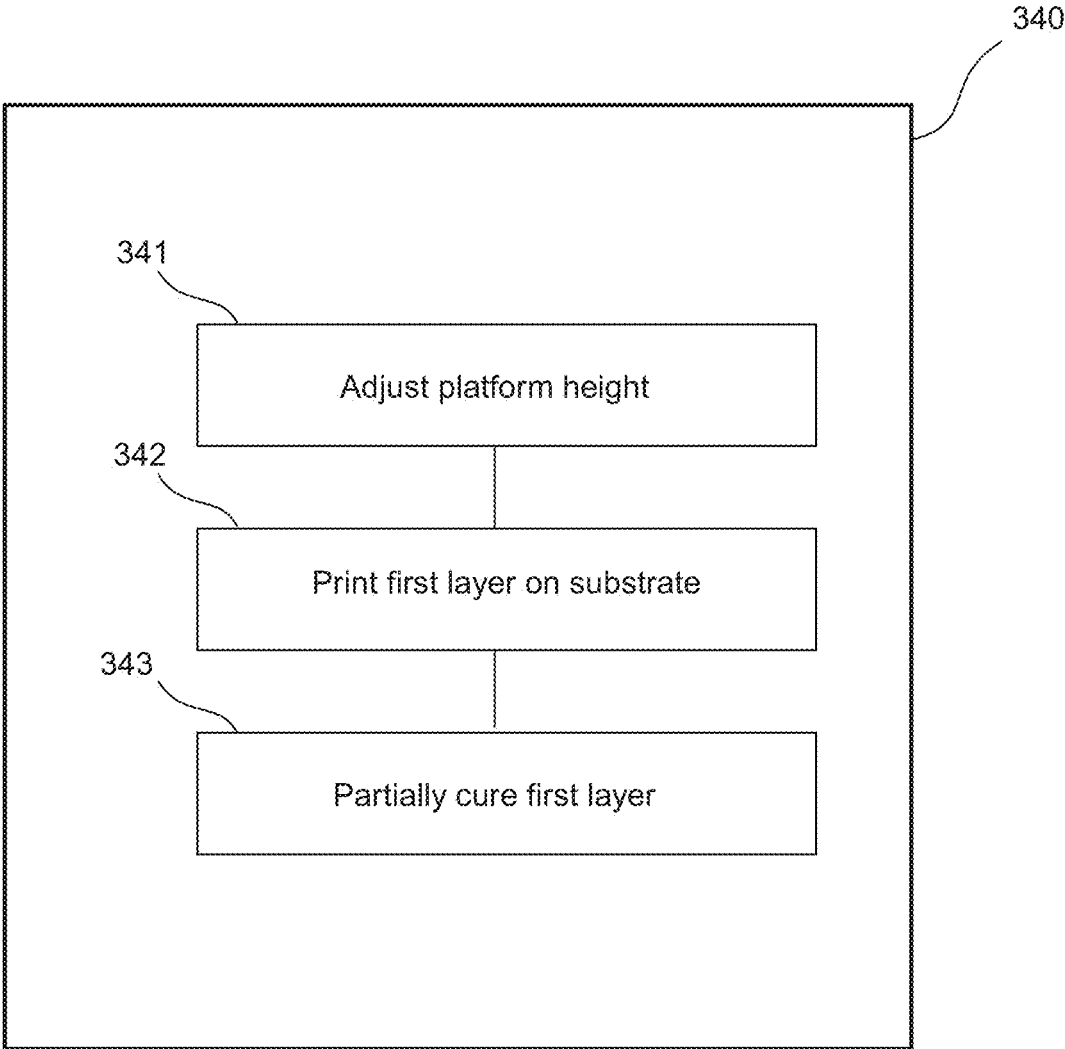 340
341
Adjust platform height
342
Print first layer on substrate
343
Partially cure first layer